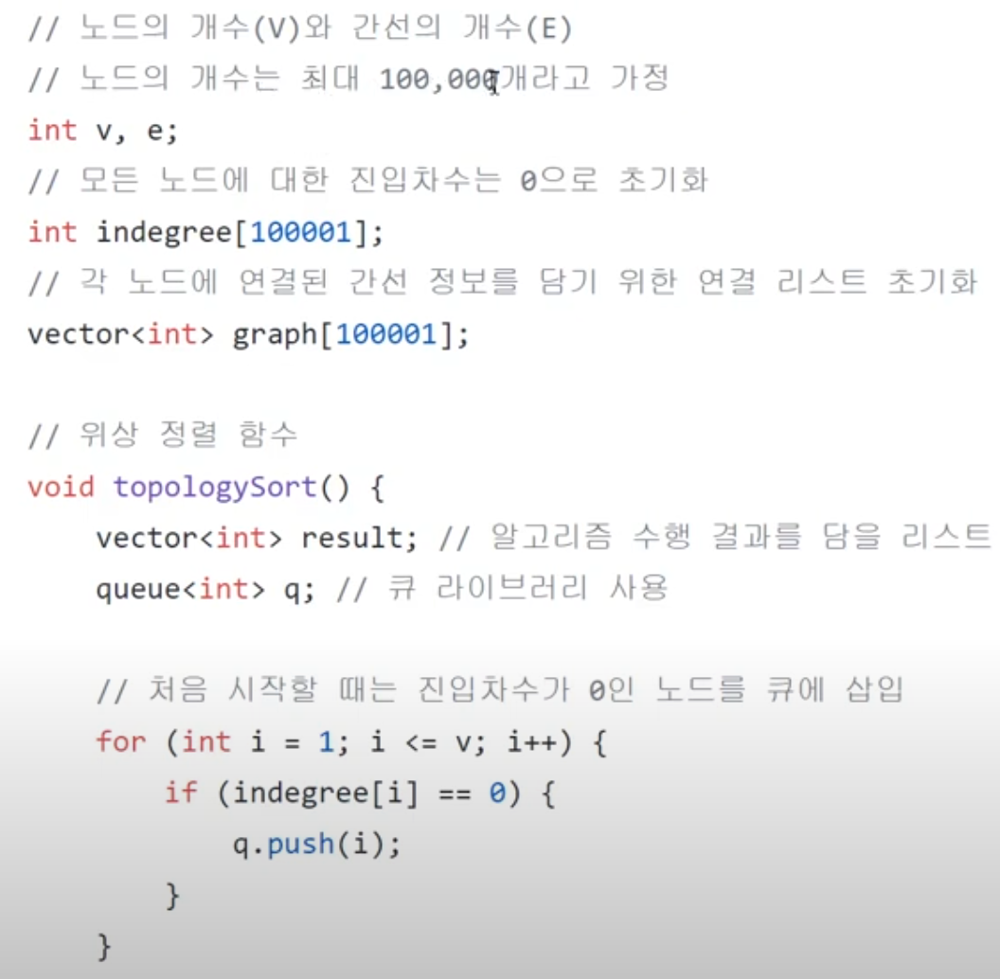 // 노드의 개수(V)와 간선의 개수(E)
// 노드의 개수는 최대 100,000개라고 가정
int v, e;
// 모든 노드에 대한 진입차수는 0으로 초기화
int indegree[100001];
// 각 노드에 연결된 간선 정보를 담기 위한 연결 리스트 초기화
vector<int> graph[100001];
// 위상 정렬 함수
void topologySort() {
    vector<int> result; // 알고리즘 수행 결과를 담을 리스트
    queue<int> q; // 큐 라이브러리 사용
    // 처음 시작할 때는 진입차수가 0인 노드를 큐에 삽입
    for (int i = 1; i <= v; i++) {
        if (indegree[i] == 0) {
            q.push(i);
        }
    }